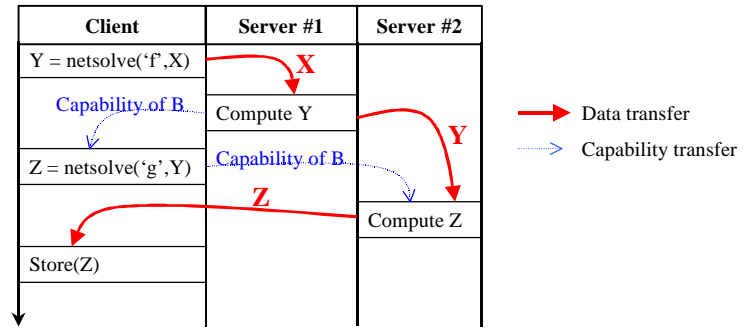 Client
Server #1
Server #2
Y = netsolve(‘f’,X)
X
Capability of B
Compute Y
Y
Data transfer
Capability transfer
Z = netsolve(‘g’,Y)
Capability of B
Z
Compute Z
Store(Z)